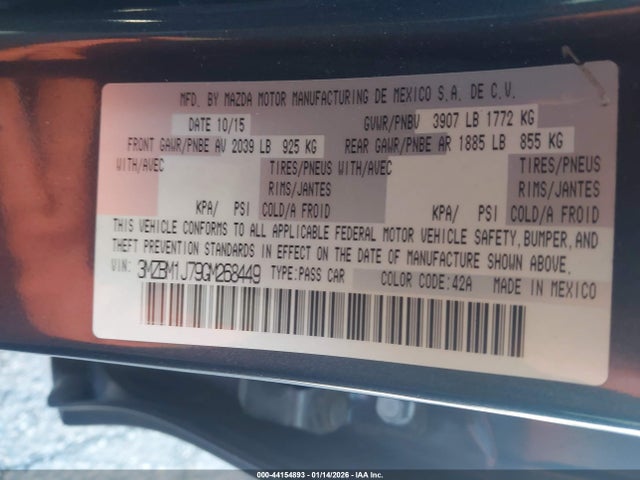 MFD. BY MAZDA MOTOR MANUFACTURING DE MEXICO S.A. DE C.V.
DATE 10/15 GVWR/PNBV 3907 LB 1772 KG
FRONT GAWR/PNBE AV 2039 LB 925 KG REAR GAWR/PNBE AR 1885 LB 855 KG
WITH/AVEC TIRES/PNEUS WITH/AVEC TIRES/PNEUS
RIMS/JANTES RIMS/JANTES
KPA/ PSI COLD/A FROID KPA/ PSI COLD/A FROID
THIS VEHICLE CONFORMS TO ALL APPLICABLE FEDERAL MOTOR VEHICLE SAFETY, BUMPER, AND
THEFT PREVENTION STANDARDS IN EFFECT ON THE DATE OF MANUFACTURE SHOWN ABOVE.
VIN: 3MZBM1J79GM268449 TYPE:PASS CAR COLOR CODE:42A MADE IN MEXICO
000-44154893 - 01/14/2026 - IAA Inc.